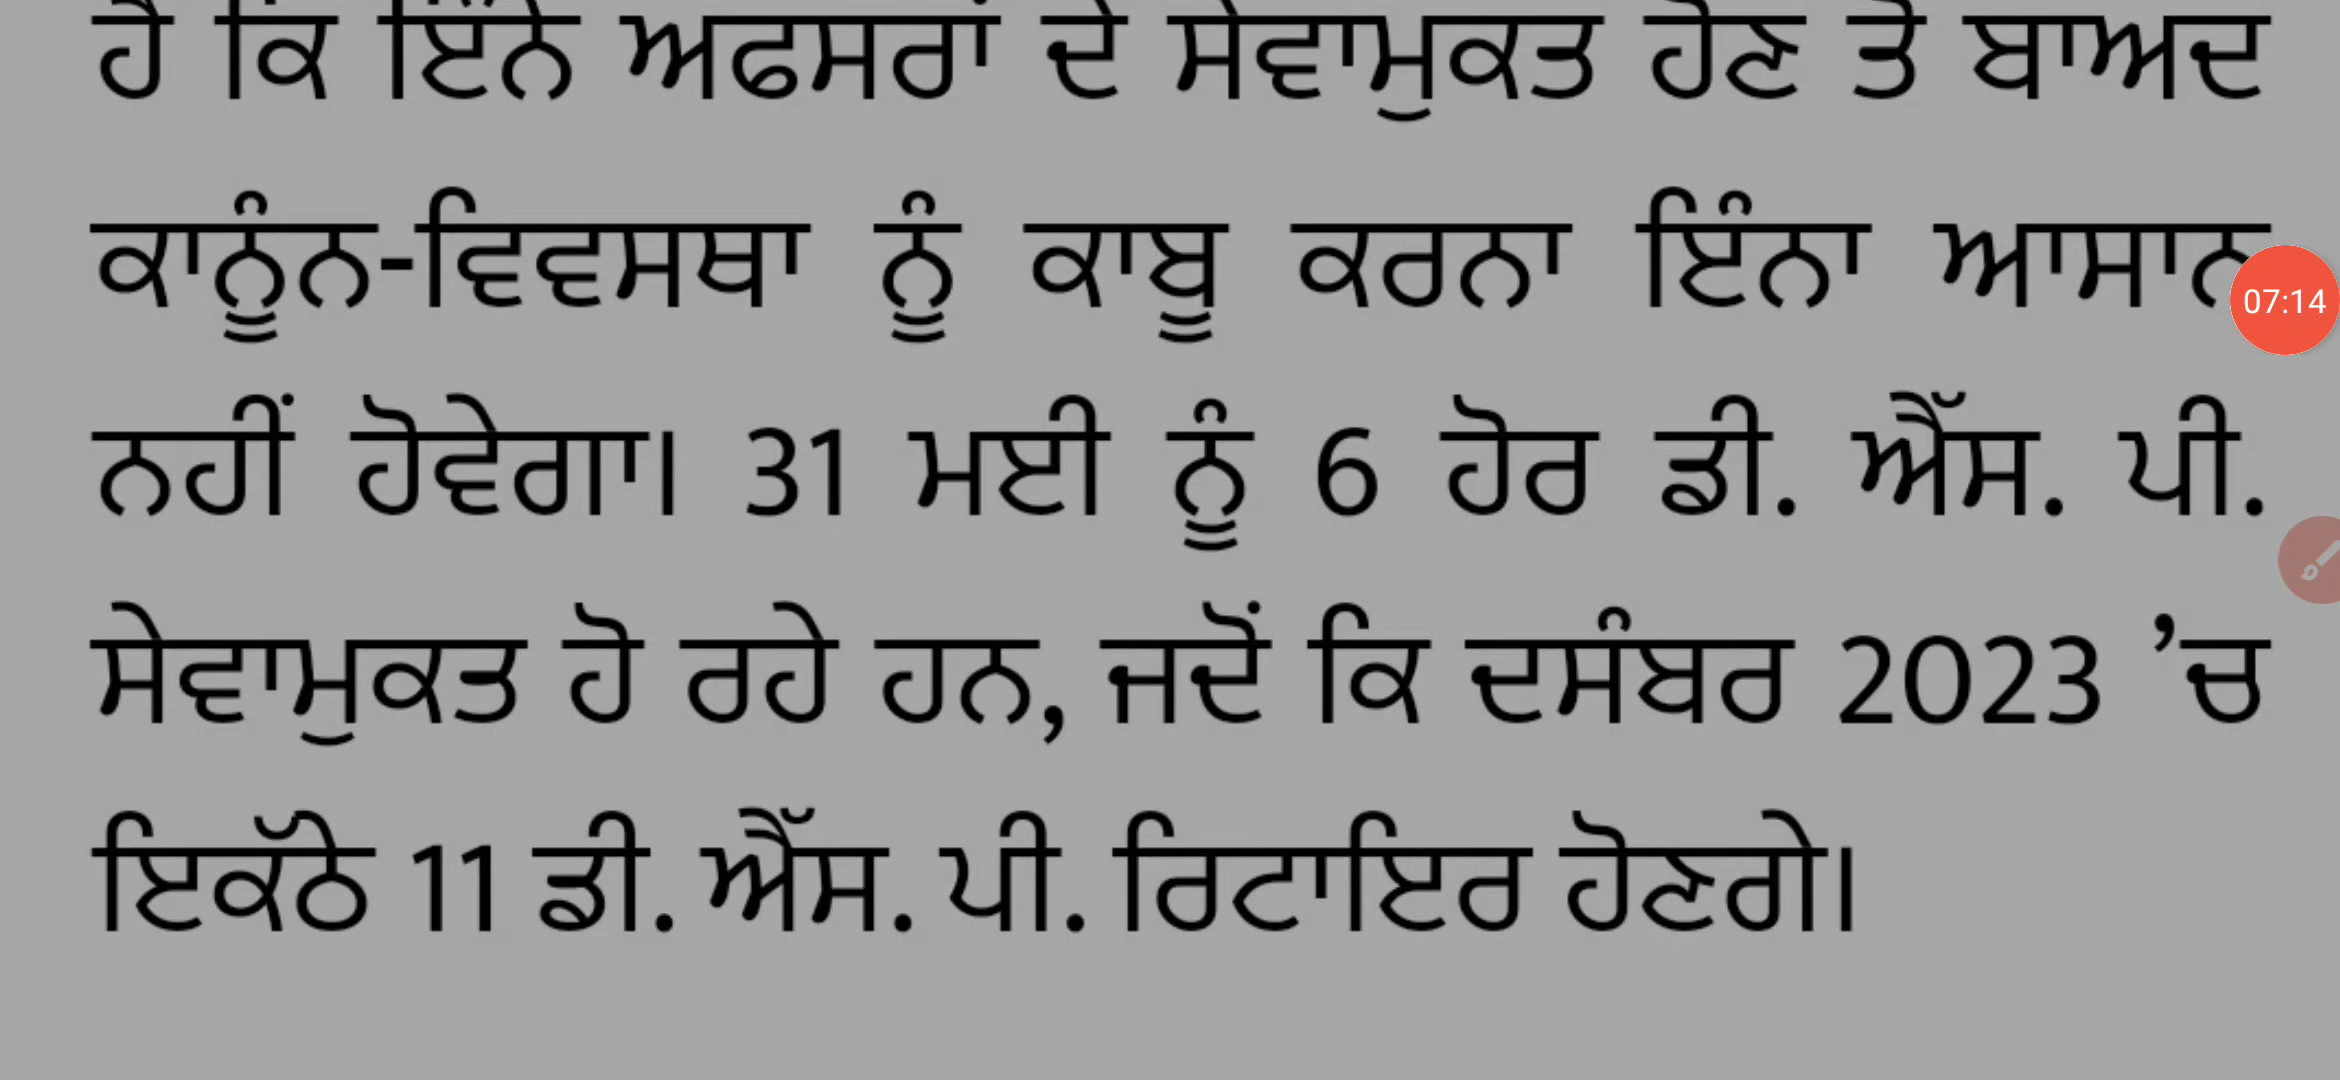 ਹੈ ਕਿ ਇੰਨੇ ਅਫਸਰਾਂ ਦੇ ਸੇਵਾਮੁਕਤ ਹੋਣ ਤੋਂ ਬਾਅਦ
ਕਾਨੂੰਨ-ਵਿਵਸਥਾ ਨੂੰ ਕਾਬੂ ਕਰਨਾ ਇੰਨਾ ਆਸਾਨ
07:14
ਨਹੀਂ ਹੋਵੇਗਾ। 31 ਮਈ ਨੂੰ 6 ਹੋਰ ਡੀ. ਐੱਸ. ਪੀ.
ਸੇਵਾਮੁਕਤ ਹੋ ਰਹੇ ਹਨ, ਜਦੋਂ ਕਿ ਦਸੰਬਰ 2023 ’ਚ
ਇਕੱਠੇ 11 ਡੀ. ਐੱਸ. ਪੀ. ਰਿਟਾਇਰ ਹੋਣਗੇ।